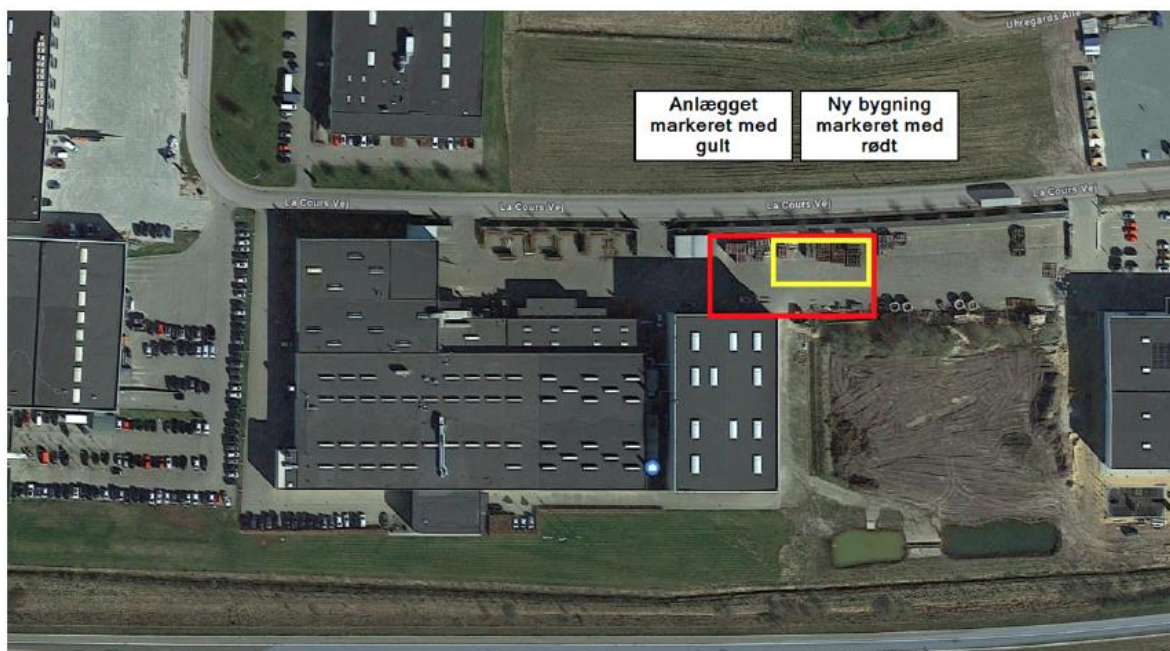 Uhregårds Allé
Anlægget
markeret med
gult
Ny bygning
markeret med
rødt
La Cours Vej
La Cours Vej
La Cours Vej
La Cours Vej